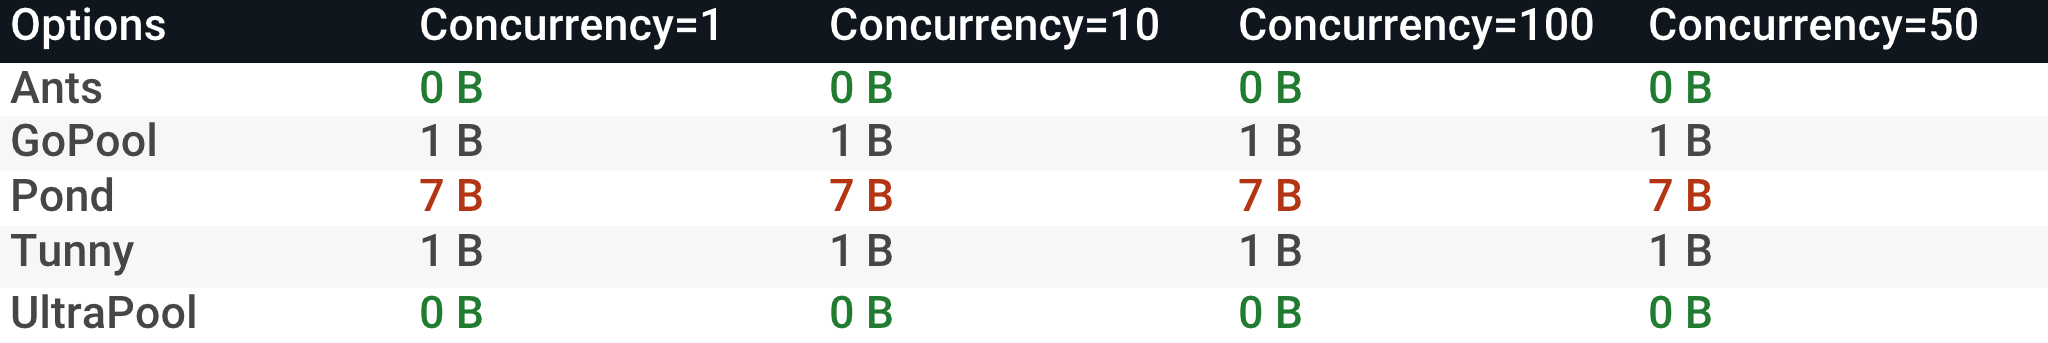 Options Concurrency=1 Concurrency=10 Concurrency=100 Concurrency=50
Ants 0 B 0 B 0 B 0 B
GoPool 1 B 1 B 1 B 1 B
Pond 7 B 7 B 7 B 7 B
Tunny 1 B 1 B 1 B 1 B
UltraPool 0 B 0 B 0 B 0 B